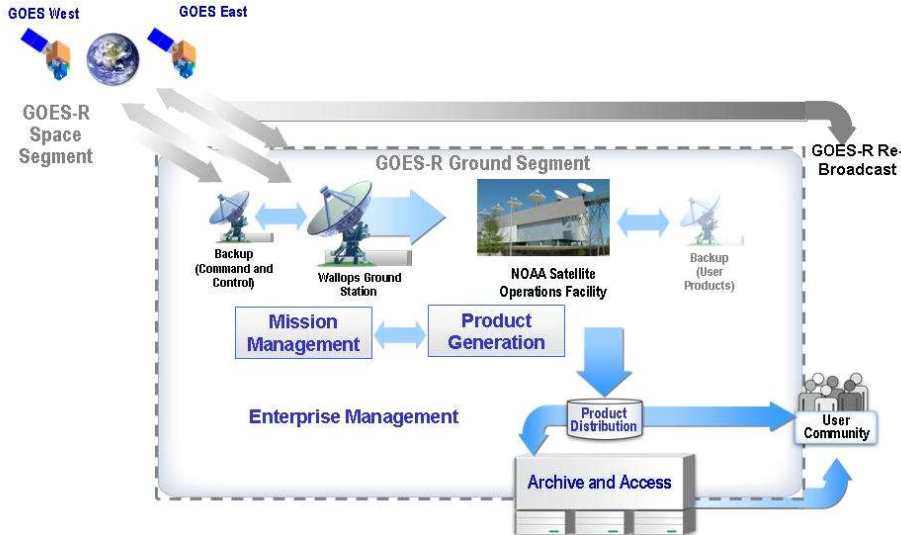 GOES West
GOES East
GOES-R
Space
Segment
GOES-R Ground Segment
GOES-R Re-
Broadcast
Backup
(Command and
Control)
Wallops Ground
Station
NOAA Satellite
Operations Facility
Backup
(User
Products)
Mission
Management
Product
Generation
Enterprise Management
Product
Distribution
User
Community
Archive and Access